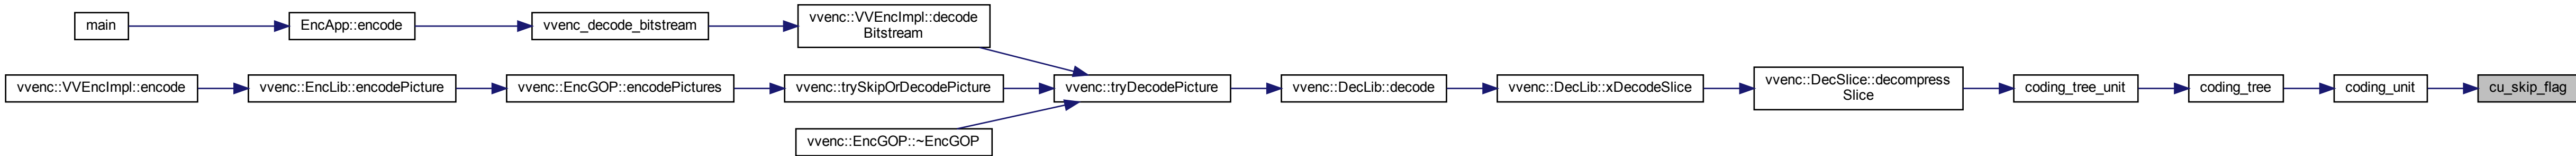 main
EncApp::encode
vvenc_decode_bitstream
vvenc::VVEncImpl::decode
Bitstream
vvenc::VVEncImpl::encode
vvenc::EncLib::encodePicture
vvenc::EncGOP::encodePictures
vvenc::trySkipOrDecodePicture
vvenc::tryDecodePicture
vvenc::DecLib::decode
vvenc::DecLib::xDecodeSlice
vvenc::DecSlice::decompress
Slice
coding_tree_unit
coding_tree
coding_unit
cu_skip_flag
vvenc::EncGOP::~EncGOP